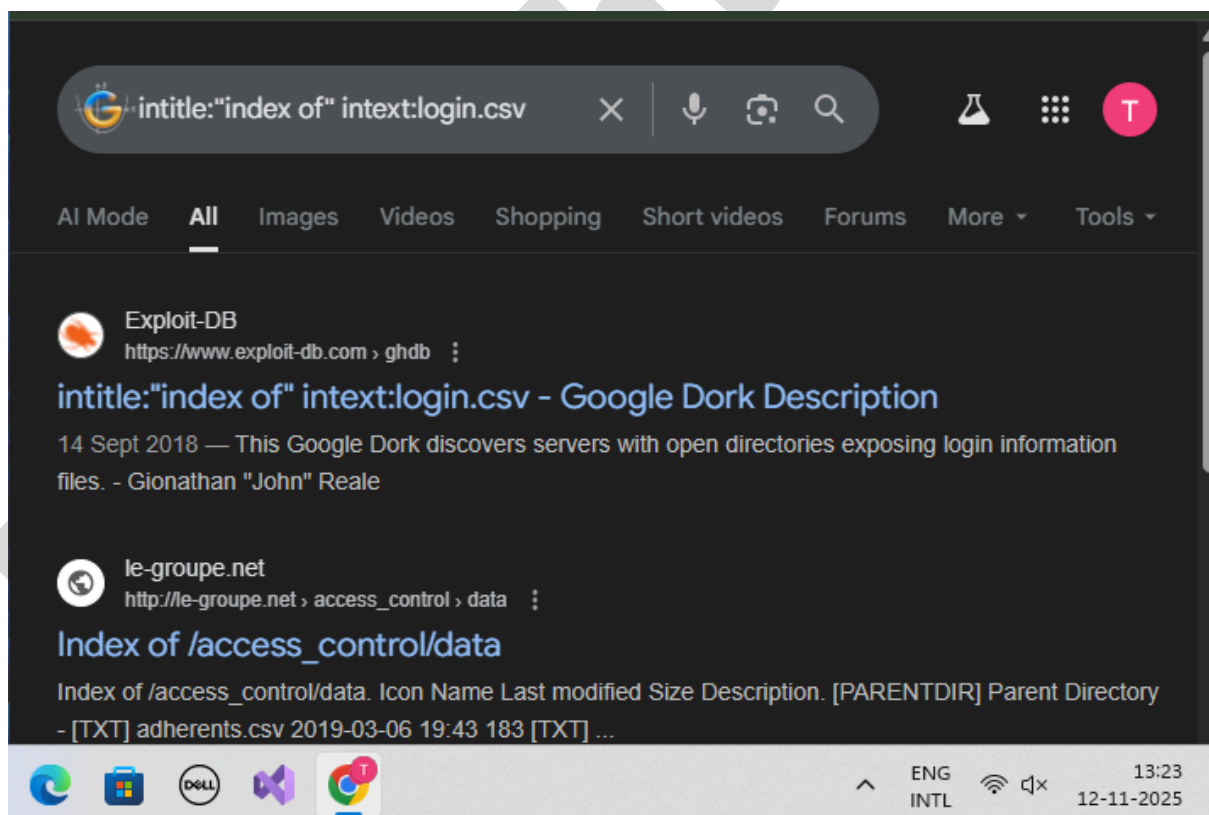 intitle:"index of" intext:login.csv
T
AI Mode All Images Videos Shopping Short videos Forums More Tools
Exploit-DB
https://www.exploit-db.com › ghdb
intitle:"index of" intext:login.csv - Google Dork Description
14 Sept 2018 — This Google Dork discovers servers with open directories exposing login information
files. - Gionathan "John" Reale
le-groupe.net
http://le-groupe.net › access_control › data
Index of /access_control/data
Index of /access_control/data. Icon Name Last modified Size Description. [PARENTDIR] Parent Directory
- [TXT] adherents.csv 2019-03-06 19:43 183 [TXT] ...
DELL
T
ENG
INTL
13:23
12-11-2025